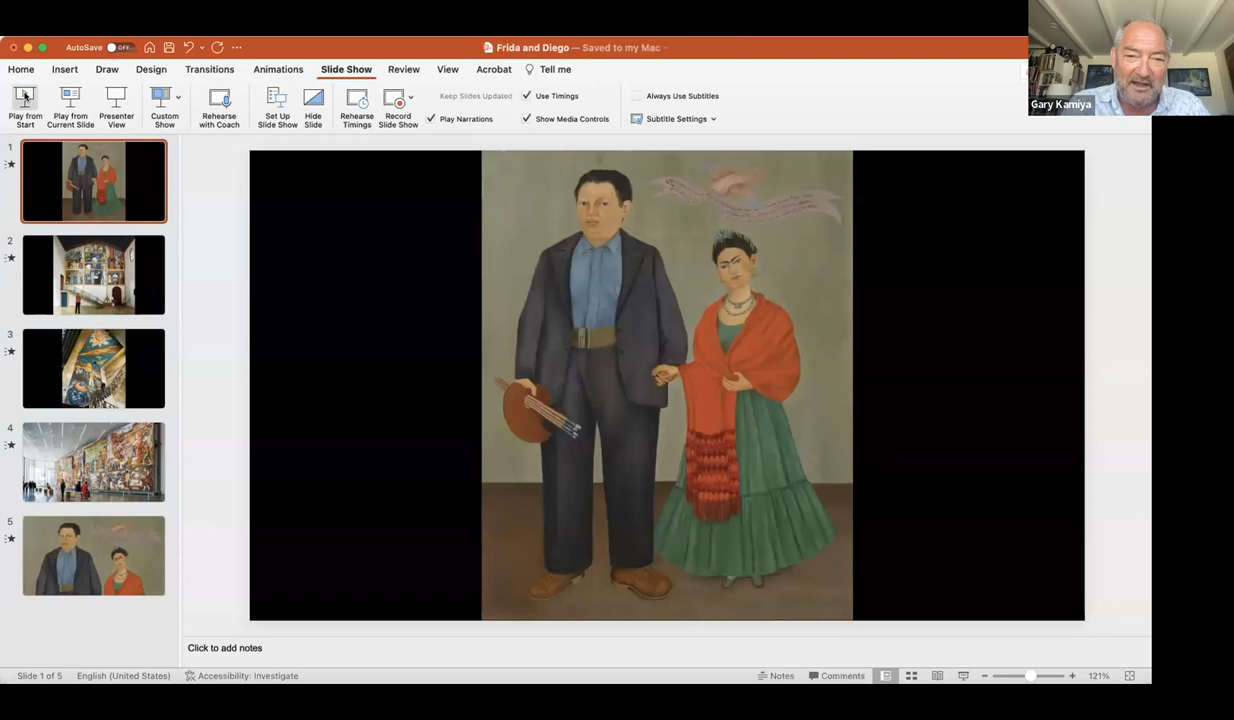 AutoSave OFF
Frida and Diego — Saved to my Mac
Home Insert Draw Design Transitions Animations Slide Show Review View Acrobat Tell me
Gary Kamiya
Play from Start
Play from Current Slide
Presenter View
Custom Show
Rehearse with Coach
Set Up Slide Show
Hide Slide
Rehearse Timings
Record Slide Show
Keep Slides Updated
Use Timings
Play Narrations
Show Media Controls
Always Use Subtitles
Subtitle Settings
1
2
3
4
5
Click to add notes
Slide 1 of 5 English (United States) Accessibility: Investigate Notes Comments 121%